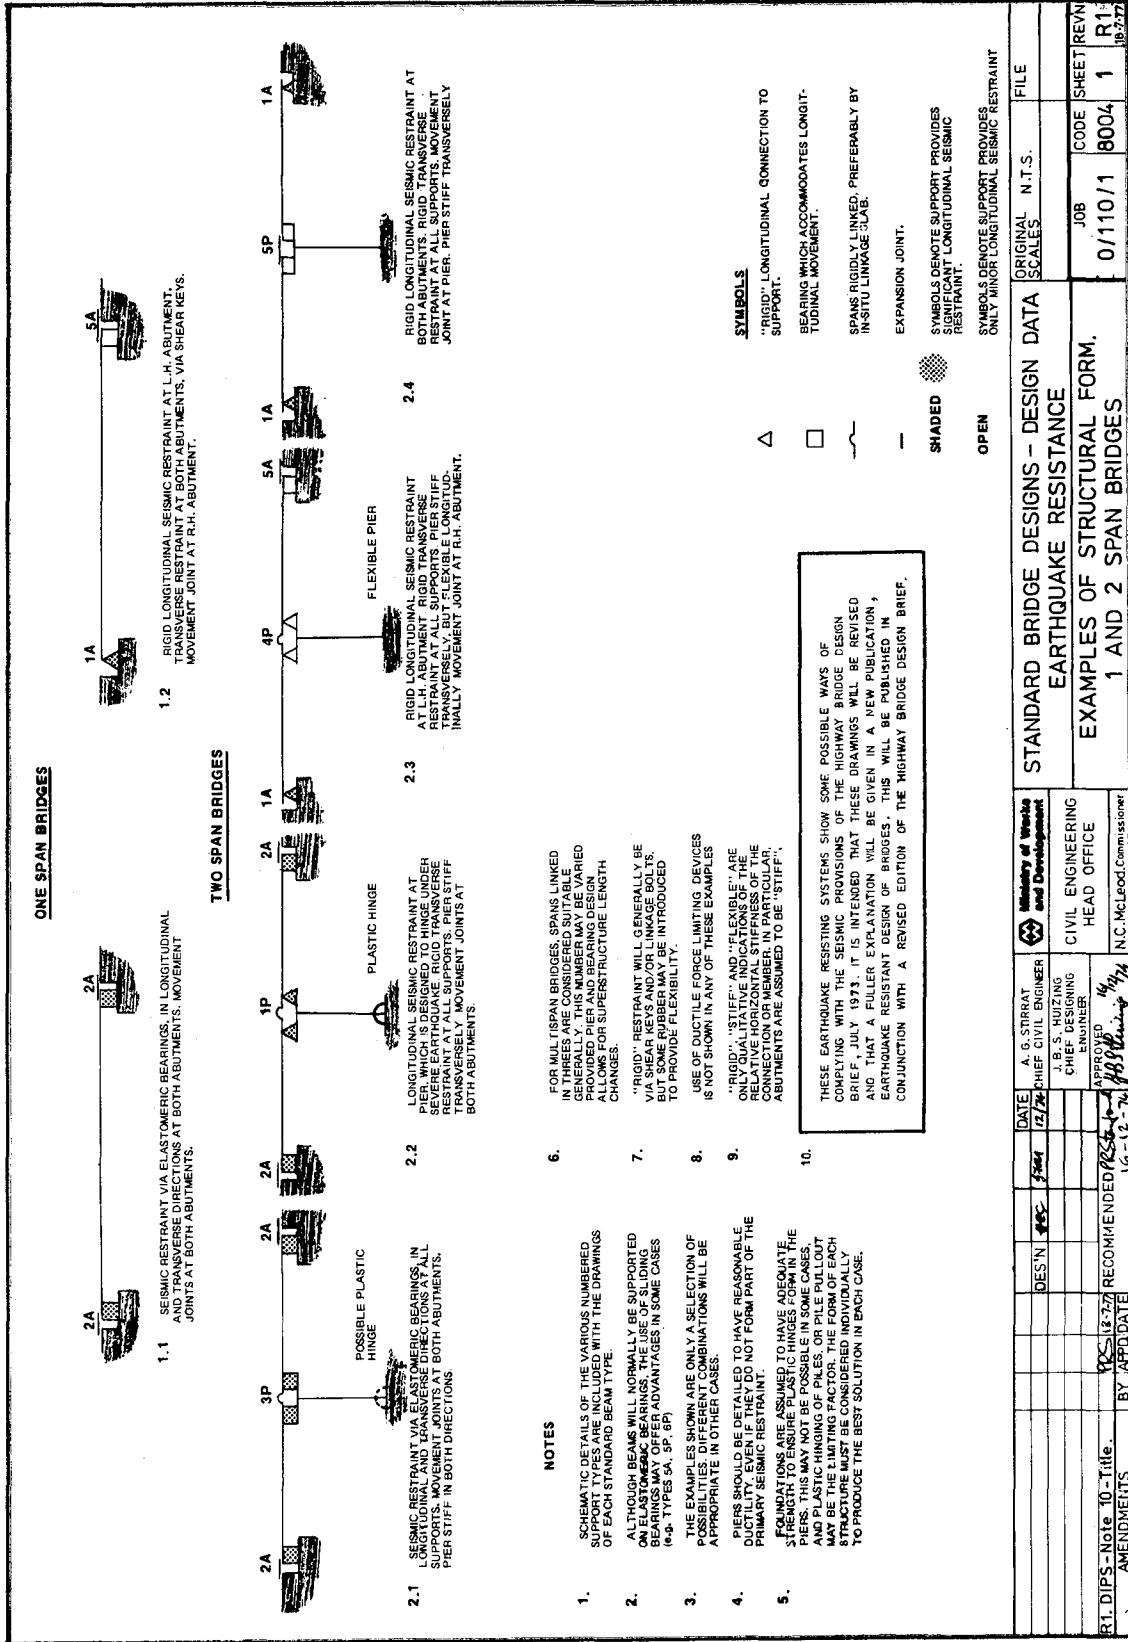 ONE SPAN BRIDGES
2A
2A
1.1
SEISMIC RESTRAINT VIA ELASTOMERIC BEARINGS, IN LONGITUDINAL
AND TRANSVERSE DIRECTIONS AT BOTH ABUTMENTS. MOVEMENT
JOINTS AT BOTH ABUTMENTS.
1A
5A
1.2
RIGID LONGITUDINAL SEISMIC RESTRAINT AT L.H. ABUTMENT.
TRANSVERSE RESTRAINT AT BOTH ABUTMENTS, VIA SHEAR KEYS.
MOVEMENT JOINT AT R.H. ABUTMENT.
TWO SPAN BRIDGES
2A
3P
2A
POSSIBLE PLASTIC
HINGE
2.1
SEISMIC RESTRAINT VIA ELASTOMERIC BEARINGS, IN
LONGITUDINAL AND TRANSVERSE DIRECTIONS AT ALL
SUPPORTS. MOVEMENT JOINTS AT BOTH ABUTMENTS.
PIER STIFF IN BOTH DIRECTIONS.
2A
1P
2A
PLASTIC HINGE
2.2
LONGITUDINAL SEISMIC RESTRAINT AT
PIER, WHICH IS DESIGNED TO HINGE UNDER
SEVERE EARTHQUAKE. RIGID TRANSVERSE
RESTRAINT AT ALL SUPPORTS. PIER STIFF
TRANSVERSELY. MOVEMENT JOINTS AT
BOTH ABUTMENTS.
1A
4P
5A
FLEXIBLE PIER
2.3
RIGID LONGITUDINAL SEISMIC RESTRAINT
AT L.H. ABUTMENT. RIGID TRANSVERSE
RESTRAINT AT ALL SUPPORTS. PIER STIFF
TRANSVERSELY, BUT FLEXIBLE LONGITUD-
INALLY MOVEMENT JOINT AT R.H. ABUTMENT.
1A
5P
1A
2.4
RIGID LONGITUDINAL SEISMIC RESTRAINT AT
BOTH ABUTMENTS. RIGID TRANSVERSE
RESTRAINT AT ALL SUPPORTS. MOVEMENT
JOINT AT PIER. PIER STIFF TRANSVERSELY
NOTES
1. SCHEMATIC DETAILS OF THE VARIOUS NUMBERED
SUPPORT TYPES ARE INCLUDED WITH THE DRAWINGS
OF EACH STANDARD BEAM TYPE.
2. ALTHOUGH BEAMS WILL NORMALLY BE SUPPORTED
ON ELASTOMERIC BEARINGS, THE USE OF SLIDING
BEARINGS MAY OFFER ADVANTAGES IN SOME CASES
(e.g. TYPES 5A, 5P, 6P)
3. THE EXAMPLES SHOWN ARE ONLY A SELECTION OF
POSSIBILITIES. DIFFERENT COMBINATIONS WILL BE
APPROPRIATE IN OTHER CASES.
4. PIERS SHOULD BE DETAILED TO HAVE REASONABLE
DUCTILITY, EVEN IF THEY DO NOT FORM PART OF THE
PRIMARY SEISMIC RESTRAINT.
5. FOUNDATIONS ARE ASSUMED TO HAVE ADEQUATE
STRENGTH TO ENSURE PLASTIC HINGES FORM IN THE
PIERS. THIS MAY NOT BE POSSIBLE IN SOME CASES,
AND PLASTIC HINGING OF PILES, OR PILE PULLOUT
MAY BE THE LIMITING FACTOR. THE FORM OF EACH
STRUCTURE MUST BE CONSIDERED INDIVIDUALLY
TO PRODUCE THE BEST SOLUTION IN EACH CASE.
6. FOR MULTISPAN BRIDGES, SPANS LINKED
IN THREES ARE CONSIDERED SUITABLE
GENERALLY. THIS NUMBER MAY BE VARIED
PROVIDED PIER AND BEARING DESIGN
ALLOWS FOR SUPERSTRUCTURE LENGTH
CHANGES.
7. "RIGID" RESTRAINT WILL GENERALLY BE
VIA SHEAR KEYS AND/OR LINKAGE BOLTS,
BUT SOME RUBBER MAY BE INTRODUCED
TO PROVIDE FLEXIBILITY.
8. USE OF DUCTILE FORCE LIMITING DEVICES
IS NOT SHOWN IN ANY OF THESE EXAMPLES
9. "RIGID", "STIFF" AND "FLEXIBLE" ARE
ONLY QUALITATIVE INDICATIONS OF THE
RELATIVE HORIZONTAL STIFFNESS OF THE
CONNECTION OR MEMBER. IN PARTICULAR,
ABUTMENTS ARE ASSUMED TO BE "STIFF".
10. THESE EARTHQUAKE RESISTING SYSTEMS SHOW SOME POSSIBLE WAYS OF
COMPLYING WITH THE SEISMIC PROVISIONS OF THE HIGHWAY BRIDGE DESIGN
BRIEF, JULY 1973. IT IS INTENDED THAT THESE DRAWINGS WILL BE REVISED
AND THAT A FULLER EXPLANATION WILL BE GIVEN IN A NEW PUBLICATION,
EARTHQUAKE RESISTANT DESIGN OF BRIDGES. THIS WILL BE PUBLISHED IN
CONJUNCTION WITH A REVISED EDITION OF THE HIGHWAY BRIDGE DESIGN BRIEF.
SYMBOLS
"RIGID" LONGITUDINAL CONNECTION TO
SUPPORT.
BEARING WHICH ACCOMMODATES LONGIT-
TUDINAL MOVEMENT.
SPANS RIGIDLY LINKED, PREFERABLY BY
IN-SITU LINKAGE SLAB.
EXPANSION JOINT.
SHADED SYMBOLS DENOTE SUPPORT PROVIDES
SIGNIFICANT LONGITUDINAL SEISMIC
RESTRAINT.
OPEN SYMBOLS DENOTE SUPPORT PROVIDES
ONLY MINOR LONGITUDINAL SEISMIC RESTRAINT
R1. DIPS - Note 10 - Title.
PRS 18-7-77
AMENDMENTS BY APP'D DATE
DES'N
DATE
12/74
RECOMMENDED
16-12-74
A. G. STIRRAT
CHIEF CIVIL ENGINEER
J. B. S. HUIZING
CHIEF DESIGNING
ENGINEER
APPROVED
Ministry of Works
and Development
CIVIL ENGINEERING
HEAD OFFICE
N.C.McLeod.Commissioner
STANDARD BRIDGE DESIGNS - DESIGN DATA
EARTHQUAKE RESISTANCE
EXAMPLES OF STRUCTURAL FORM.
1 AND 2 SPAN BRIDGES
ORIGINAL SCALES N.T.S.
FILE
JOB CODE SHEET REVN
0/110/1 8004 1 R1
18-7-77